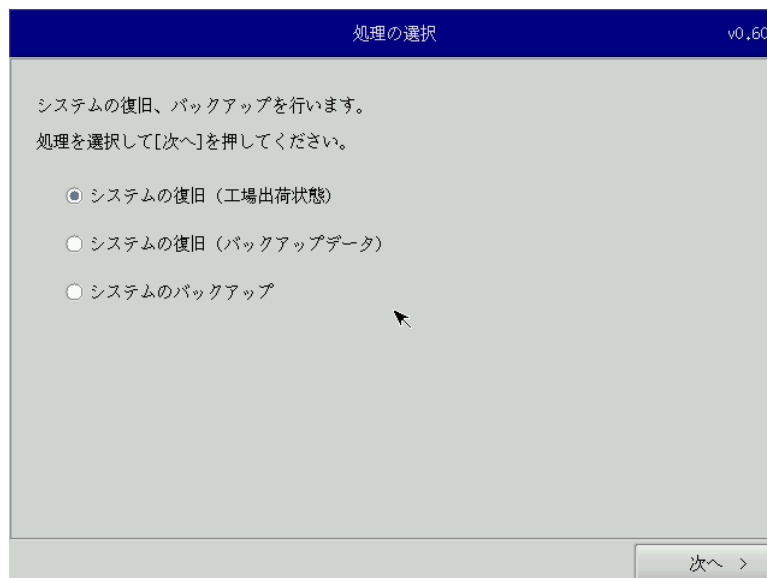 処理の選択
v0.60
システムの復旧、バックアップを行います。
処理を選択して[次へ]を押してください。
システムの復旧（工場出荷状態）
システムの復旧（バックアップデータ）
システムのバックアップ
次へ >